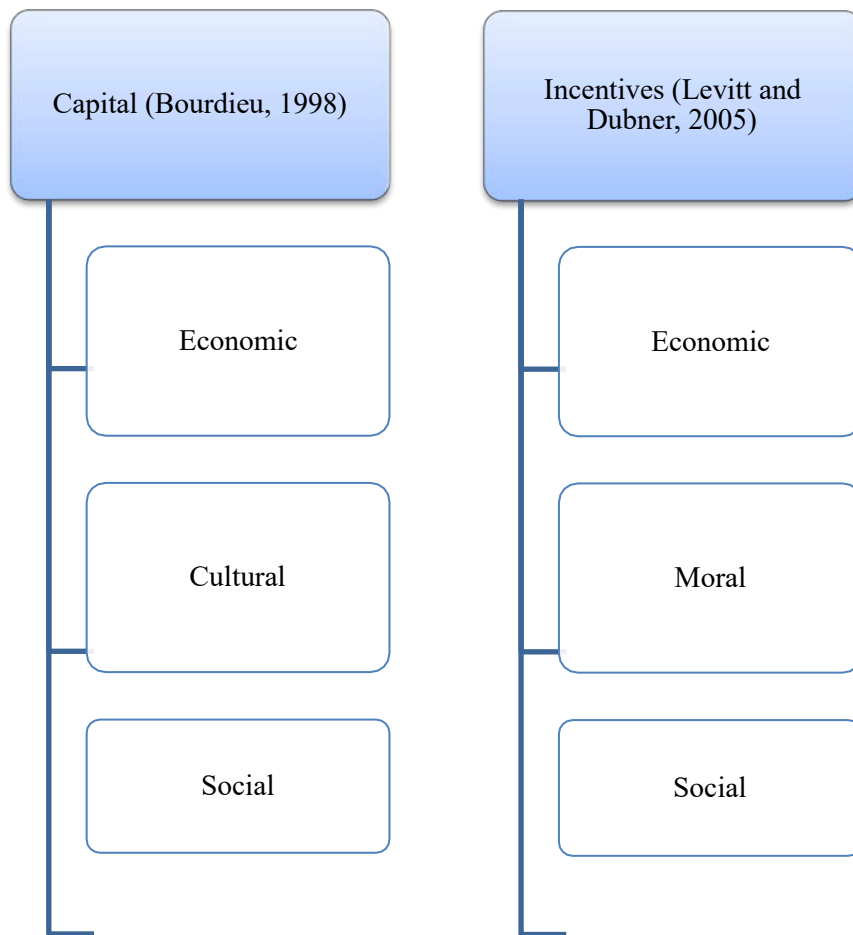 Capital (Bourdieu, 1998)
Economic
Cultural
Social
Incentives (Levitt and
Dubner, 2005)
Economic
Moral
Social